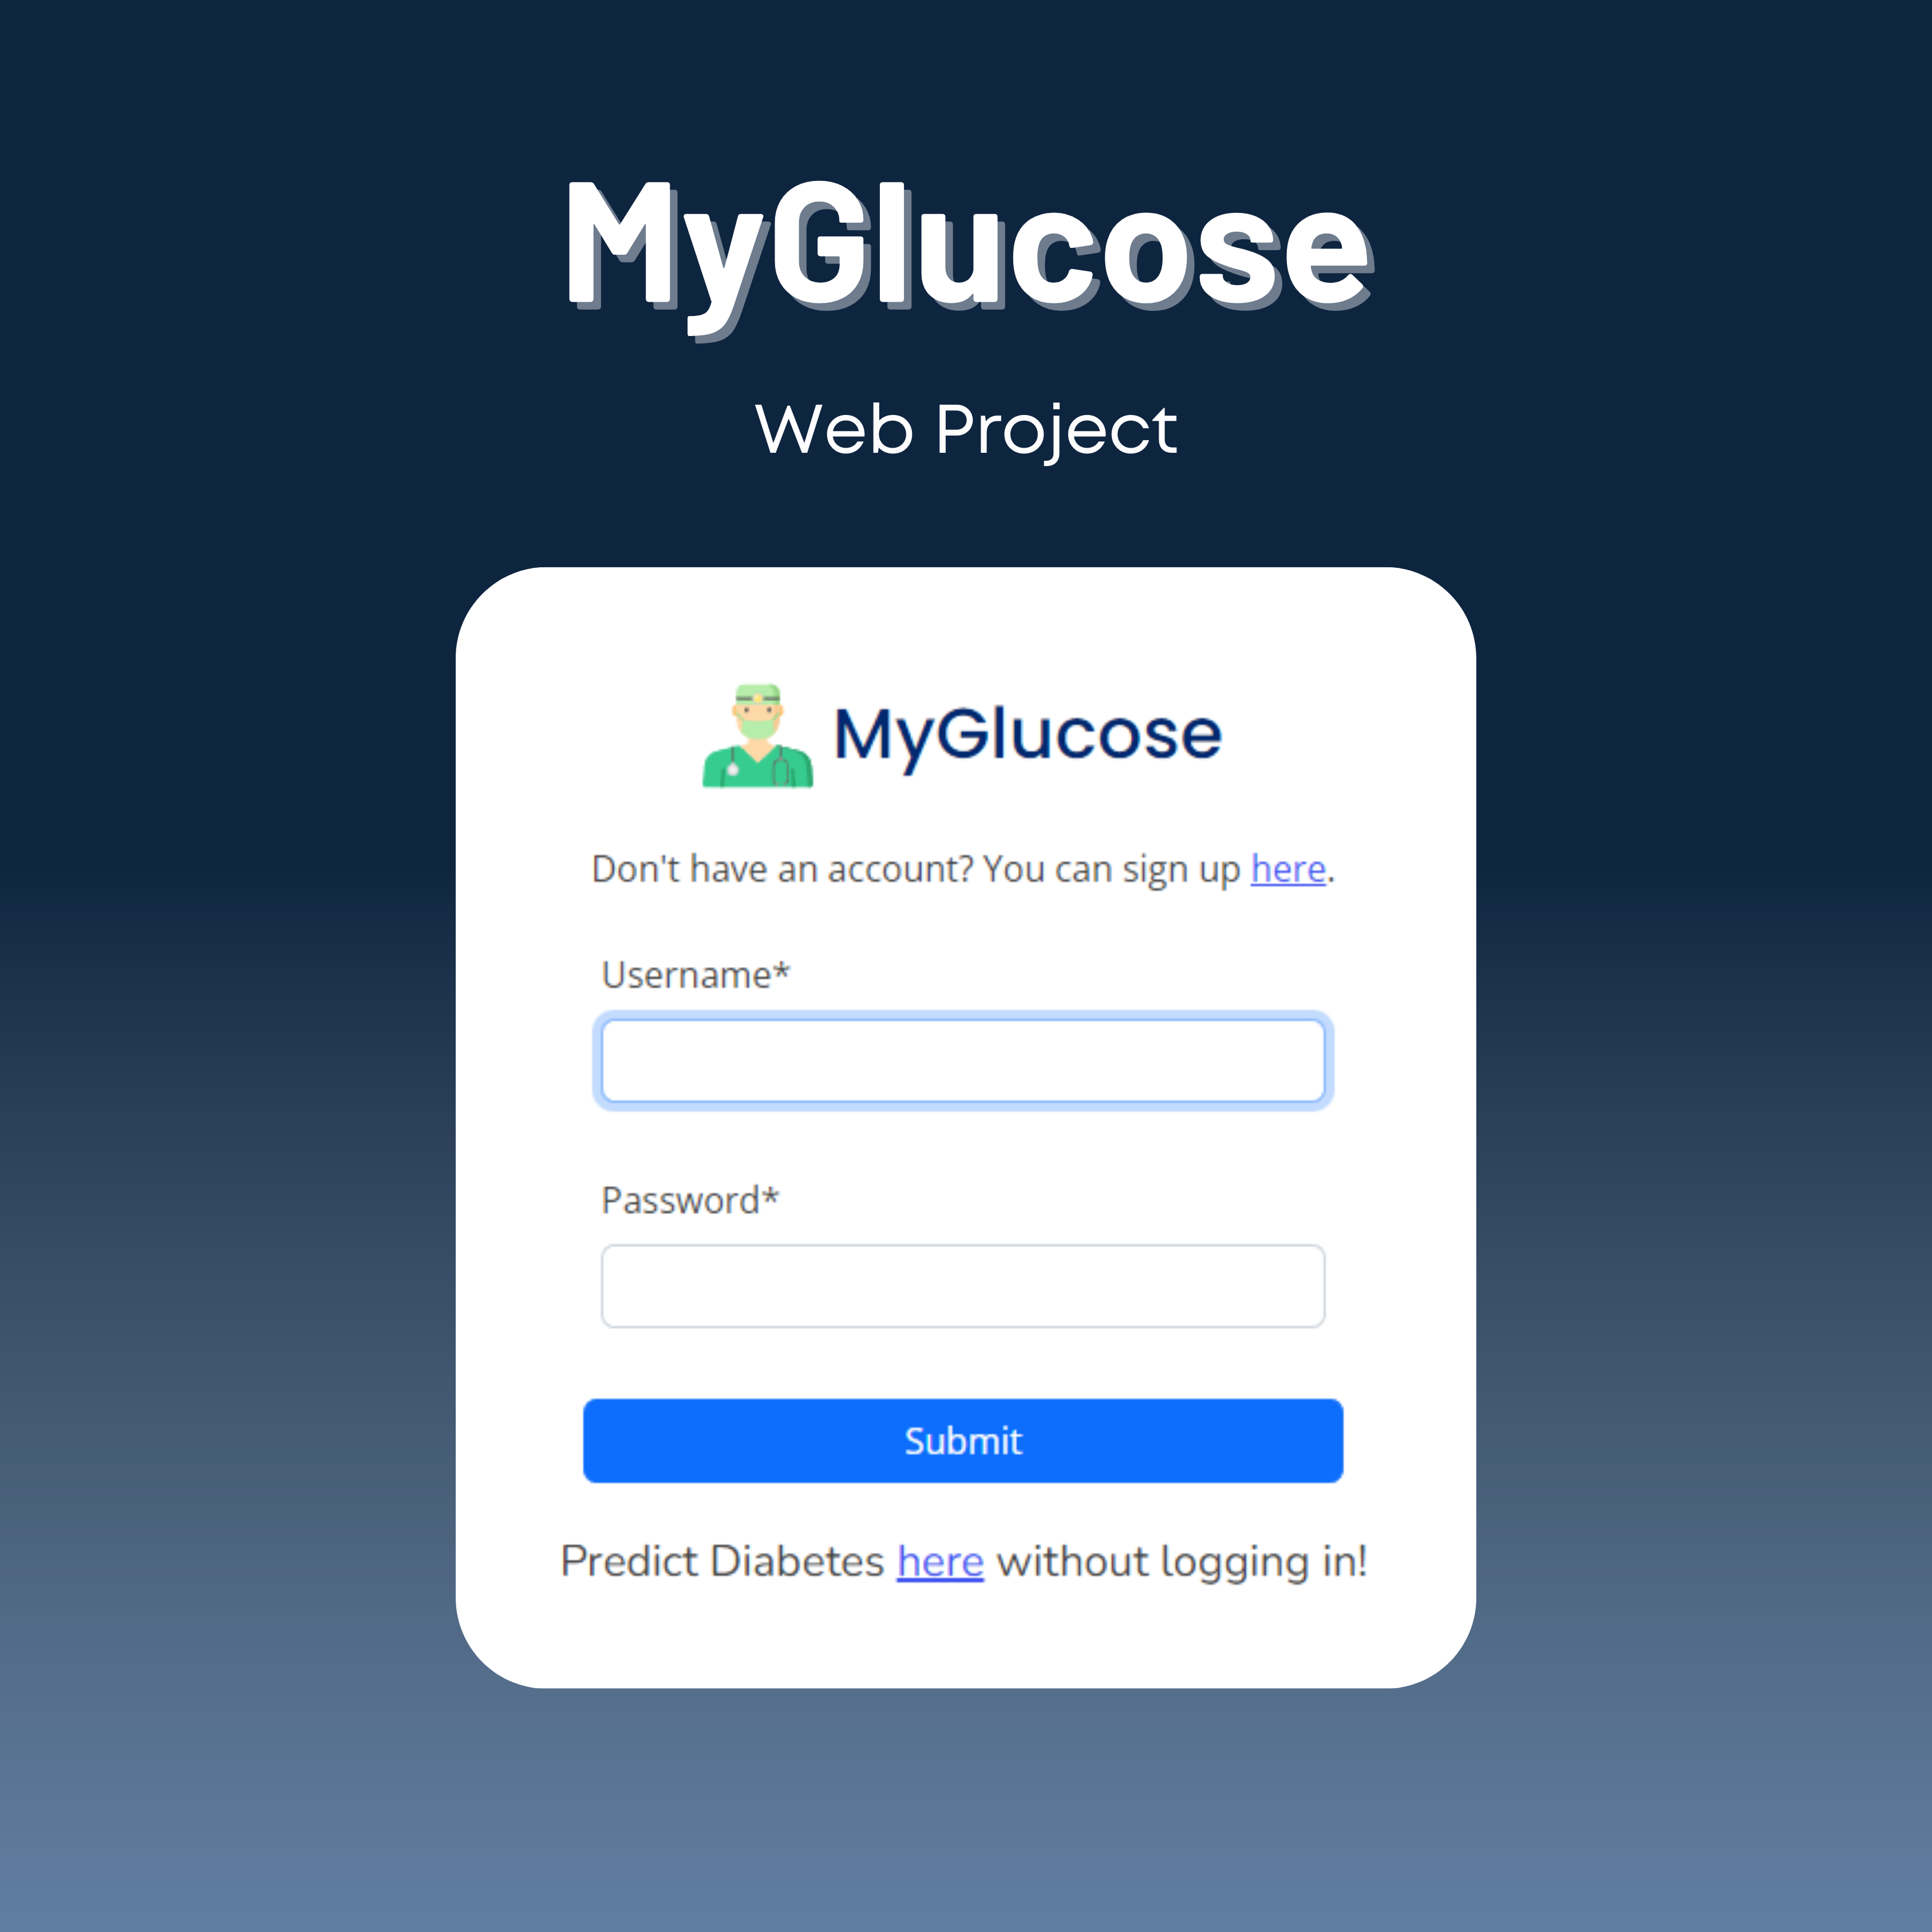 MyGlucose
Web Project
MyGlucose
Don't have an account? You can sign up here.
Username*
Password*
Submit
Predict Diabetes here without logging in!